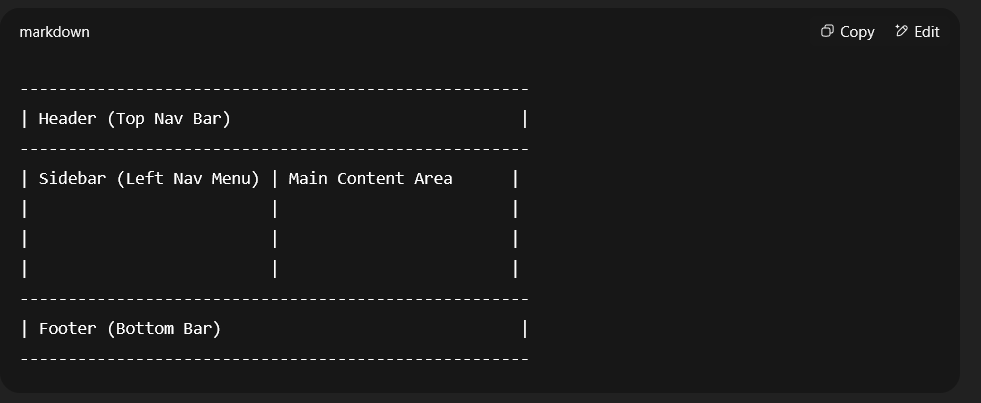 markdown
Copy
Edit
-----------------------------------------------------
| Header (Top Nav Bar)                              |
-----------------------------------------------------
| Sidebar (Left Nav Menu) | Main Content Area      |
|                         |                        |
|                         |                        |
|                         |                        |
-----------------------------------------------------
| Footer (Bottom Bar)                               |
-----------------------------------------------------